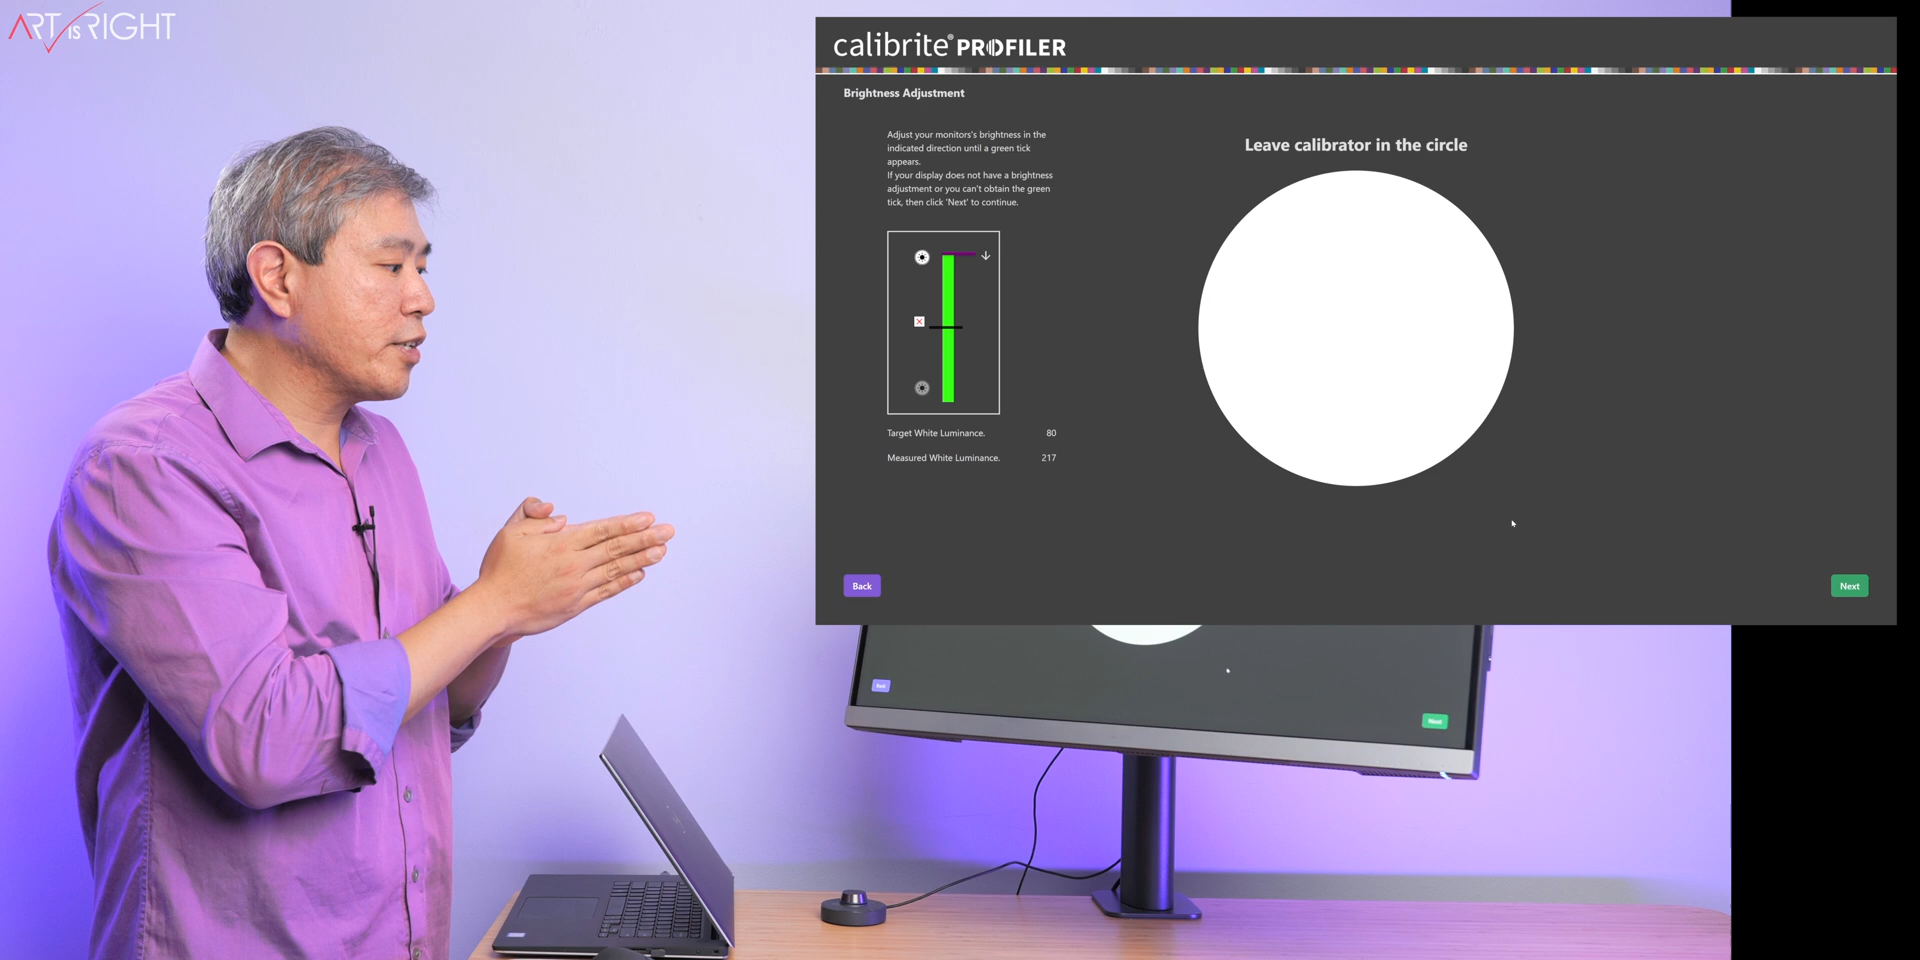 ART IS RIGHT
calibrite® PROFILER
Brightness Adjustment
Adjust your monitors's brightness in the
indicated direction until a green tick
appears.
If your display does not have a brightness
adjustment or you can't obtain the green
tick, then click 'Next' to continue.
Leave calibrator in the circle
Target White Luminance. 80
Measured White Luminance. 217
Back
Next
Back
Next